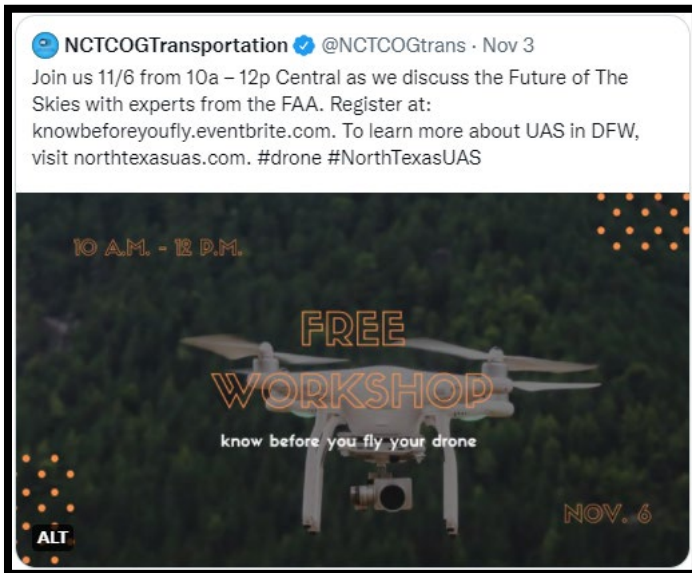 NCTCOGTransportation @NCTCOGtrans · Nov 3
Join us 11/6 from 10a – 12p Central as we discuss the Future of The
Skies with experts from the FAA. Register at:
knowbeforeyoufly.eventbrite.com. To learn more about UAS in DFW,
visit northtexasuas.com. #drone #NorthTexasUAS
10 A.M. - 12 P.M.
FREE
WORKSHOP
know before you fly your drone
NOV. 6
ALT